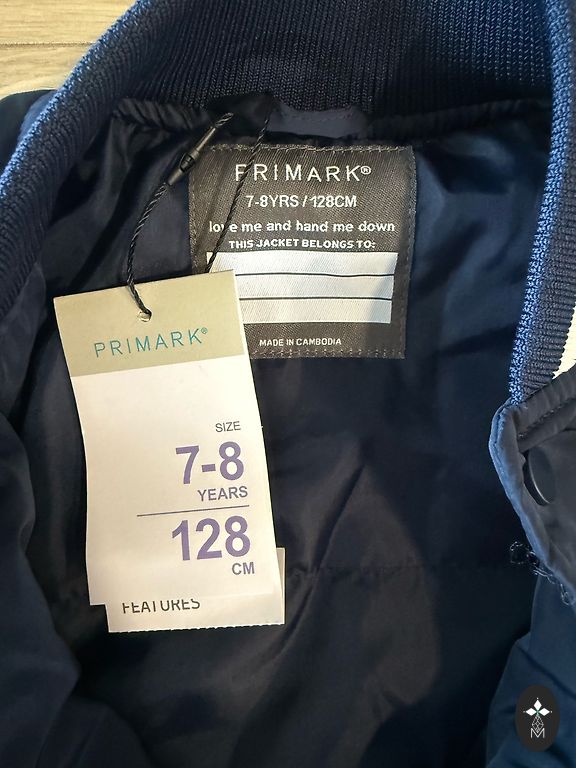 PRIMARK®
7-8YRS / 128CM
love me and hand me down
THIS JACKET BELONGS TO:
MADE IN CAMBODIA
PRIMARK®
SIZE
7-8
YEARS
128
CM
FEATURES
M